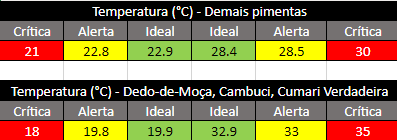 Temperatura (°C) - Demais pimentas
Crítica Alerta Ideal Ideal Alerta Crítica
21 22.8 22.9 28.4 28.5 30
Temperatura (°C) - Dedo-de-Moça, Cambuci, Cumari Verdadeira
Crítica Alerta Ideal Ideal Alerta Crítica
18 19.8 19.9 32.9 33 35